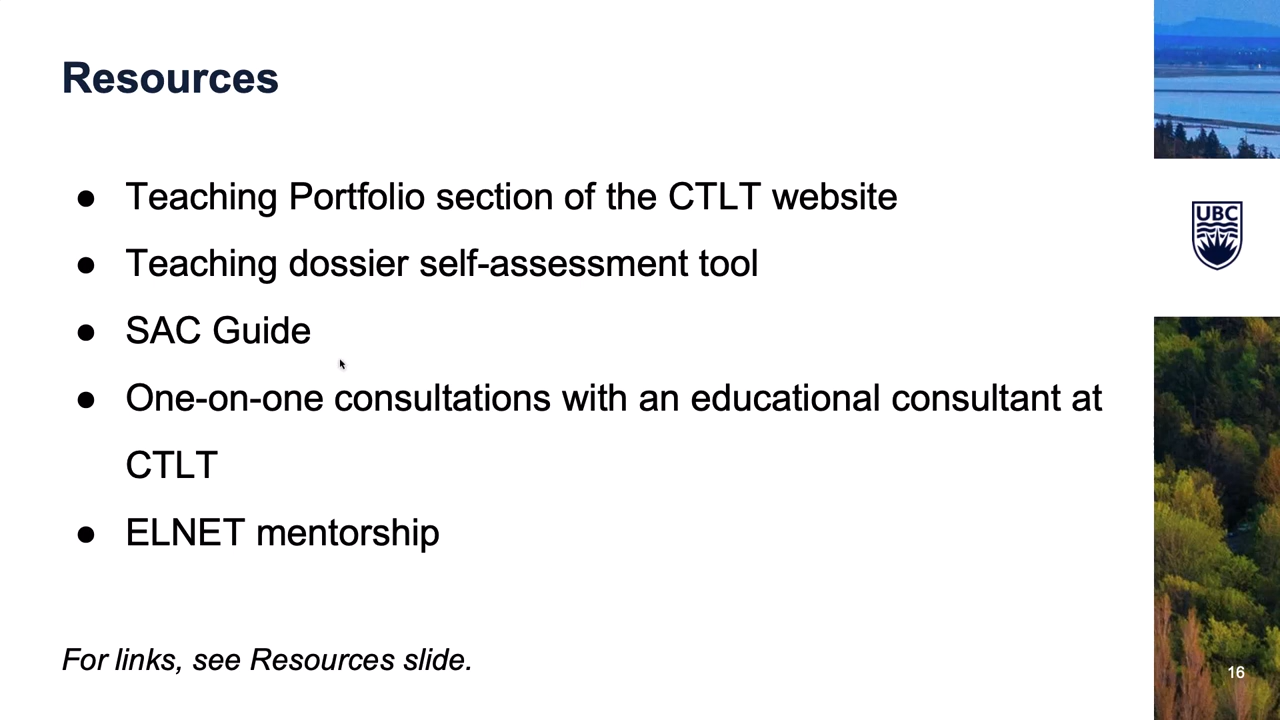 Resources
● Teaching Portfolio section of the CTLT website
● Teaching dossier self-assessment tool
● SAC Guide
● One-on-one consultations with an educational consultant at
CTLT
● ELNET mentorship
For links, see Resources slide.
UBC
16